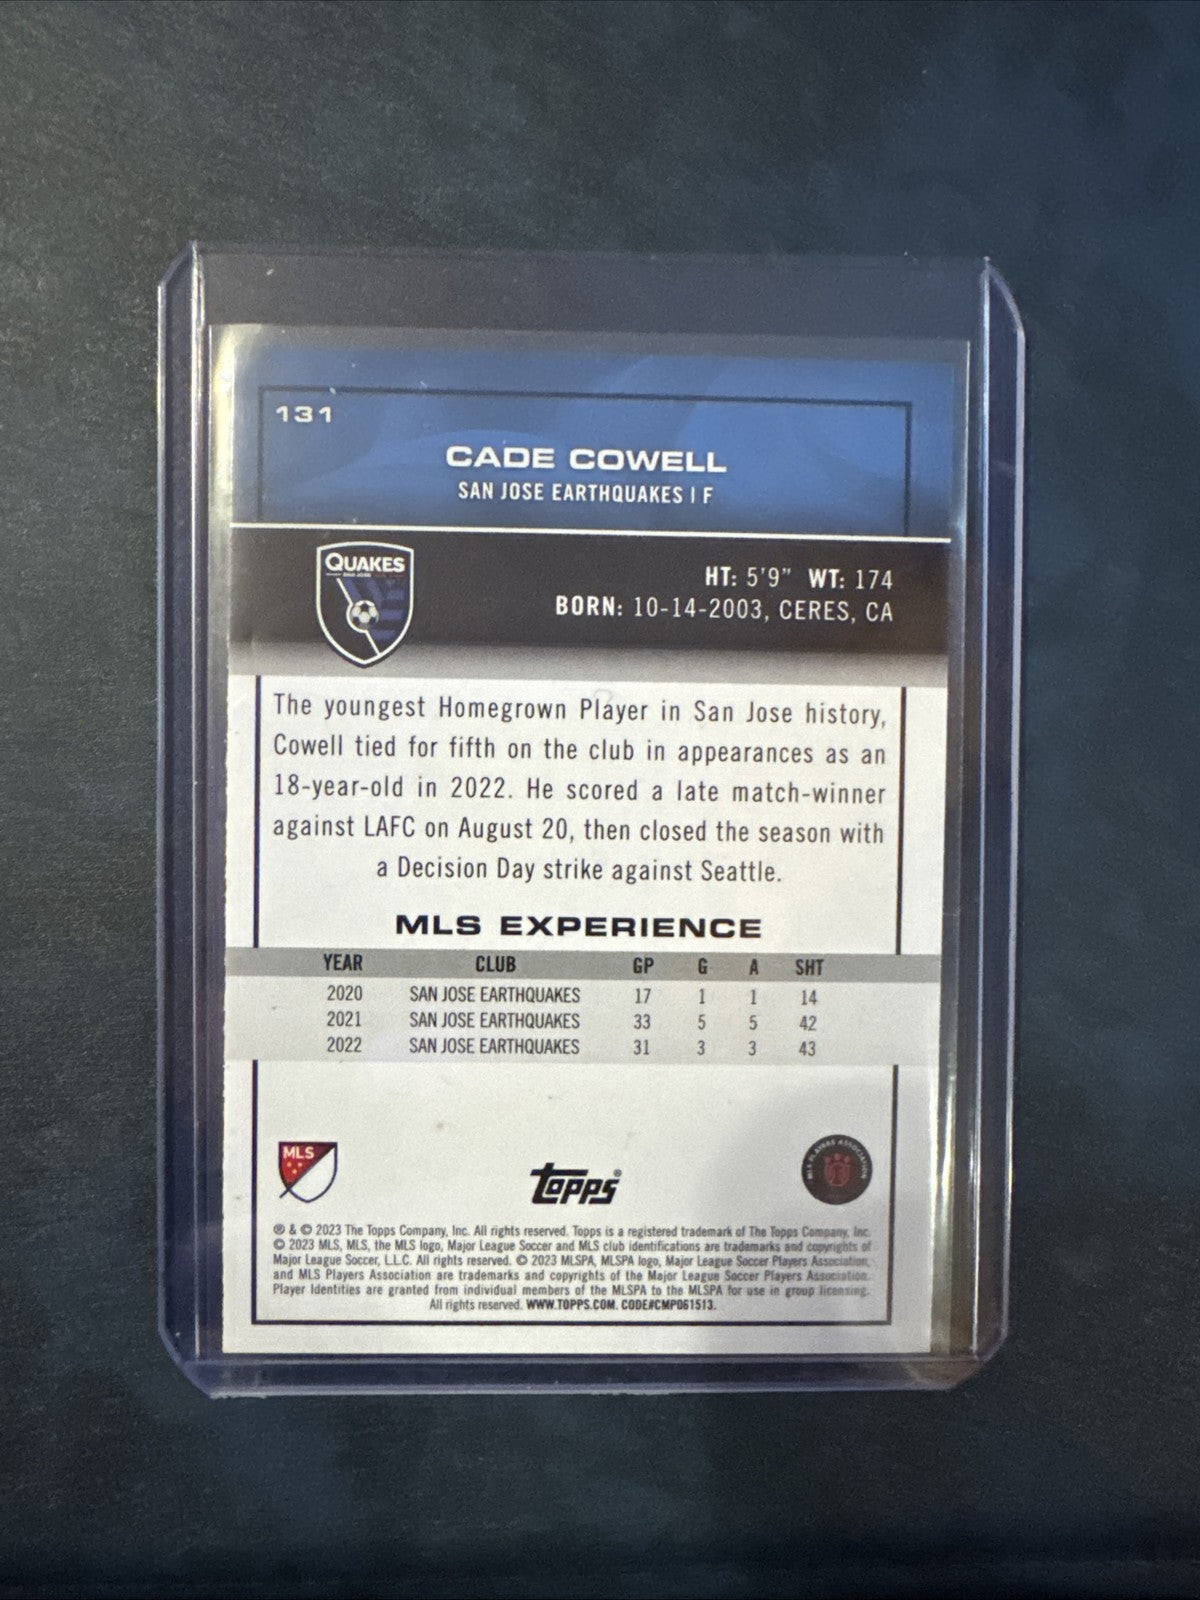 131
CADE COWELL
SAN JOSE EARTHQUAKES | F
QUAKES
SAN JOSE
HT: 5'9" WT: 174
BORN: 10-14-2003, CERES, CA
The youngest Homegrown Player in San Jose history,
Cowell tied for fifth on the club in appearances as an
18-year-old in 2022. He scored a late match-winner
against LAFC on August 20, then closed the season with
a Decision Day strike against Seattle.
MLS EXPERIENCE
YEAR CLUB GP G A SHT
2020 SAN JOSE EARTHQUAKES 17 1 1 14
2021 SAN JOSE EARTHQUAKES 33 5 5 42
2022 SAN JOSE EARTHQUAKES 31 3 3 43
MLS
topps®
MLS PLAYERS ASSOCIATION
® & © 2023 The Topps Company, Inc. All rights reserved. Topps is a registered trademark of The Topps Company, Inc.
© 2023 MLS, MLS, the MLS logo, Major League Soccer and MLS club identifications are trademarks and copyrights of
Major League Soccer, L.L.C. All rights reserved. © 2023 MLSPA, MLSPA logo, Major League Soccer Players Association,
and MLS Players Association are trademarks and copyrights of the Major League Soccer Players Association.
Player Identities are granted from individual members of the MLSPA to the MLSPA for use in group licensing.
All rights reserved. WWW.TOPPS.COM. CODE#CMP061513.